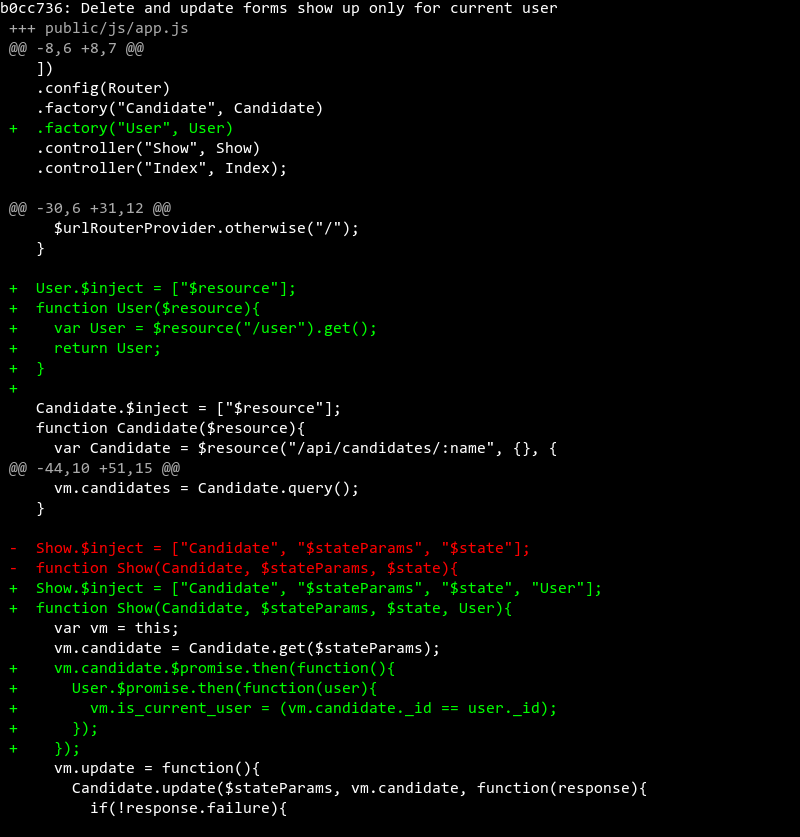 b0cc736: Delete and update forms show up only for current user
+++ public/js/app.js
@@ -8,6 +8,7 @@
   ])
   .config(Router)
   .factory("Candidate", Candidate)
+  .factory("User", User)
   .controller("Show", Show)
   .controller("Index", Index);

@@ -30,6 +31,12 @@
     $urlRouterProvider.otherwise("/");
   }

+  User.$inject = ["$resource"];
+  function User($resource){
+    var User = $resource("/user").get();
+    return User;
+  }
+
   Candidate.$inject = ["$resource"];
   function Candidate($resource){
     var Candidate = $resource("/api/candidates/:name", {}, {
@@ -44,10 +51,15 @@
     vm.candidates = Candidate.query();
   }

-  Show.$inject = ["Candidate", "$stateParams", "$state"];
-  function Show(Candidate, $stateParams, $state){
+  Show.$inject = ["Candidate", "$stateParams", "$state", "User"];
+  function Show(Candidate, $stateParams, $state, User){
     var vm = this;
     vm.candidate = Candidate.get($stateParams);
+    vm.candidate.$promise.then(function(){
+      User.$promise.then(function(user){
+        vm.is_current_user = (vm.candidate._id == user._id);
+      });
+    });
     vm.update = function(){
       Candidate.update($stateParams, vm.candidate, function(response){
         if(!response.failure){